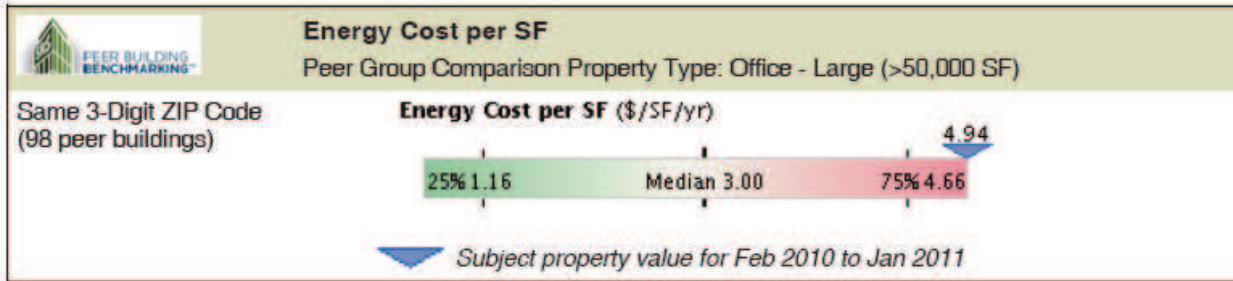 PEER BUILDING
BENCHMARKING™
Energy Cost per SF
Peer Group Comparison Property Type: Office - Large (>50,000 SF)
Same 3-Digit ZIP Code
(98 peer buildings)
Energy Cost per SF ($/SF/yr)
4.94
25% 1.16 Median 3.00 75% 4.66
Subject property value for Feb 2010 to Jan 2011